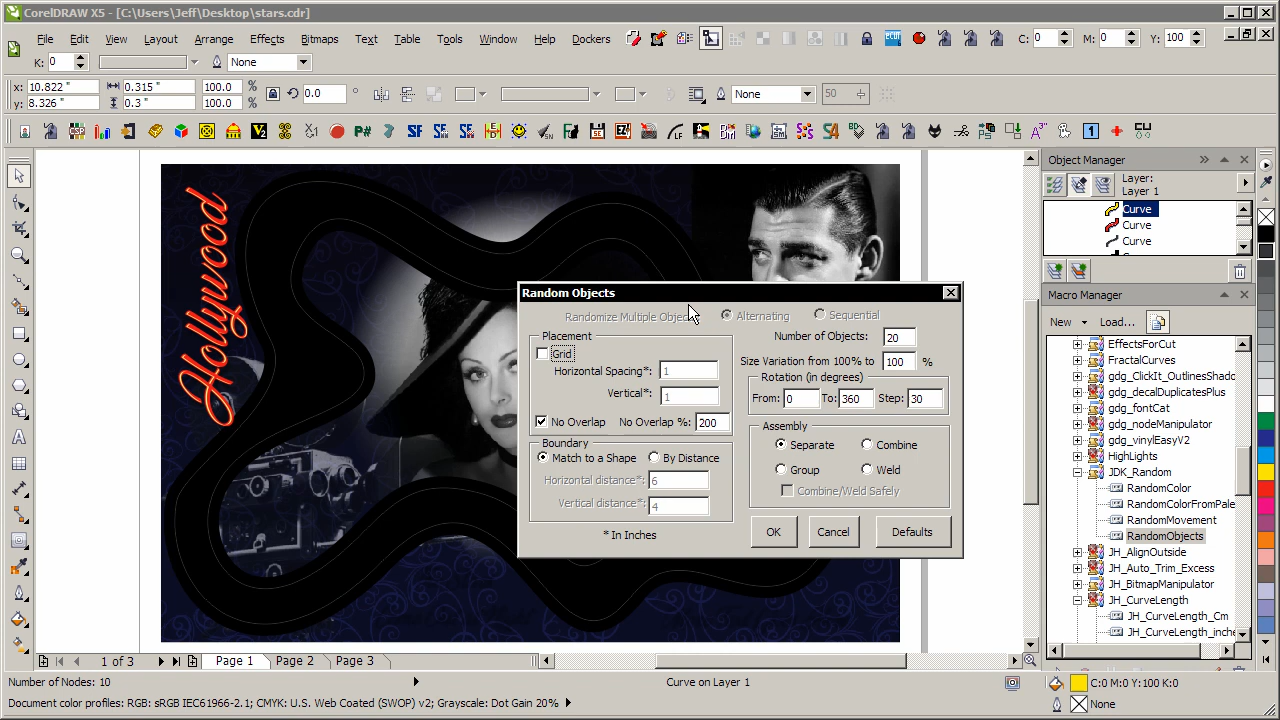 CorelDRAW X5 - [C:\Users\Jeff\Desktop\stars.cdr]
File Edit View Layout Arrange Effects Bitmaps Text Table Tools Window Help Dockers C: 0 M: 0 Y: 100
K: 0 None
x: 10.822 " 0.315 " 100.0 % 0.0 ° None 50
y: 8.326 " 0.3 " 100.0 %
Hollywood
Object Manager
Layer:
Layer 1
Curve
Curve
Curve
Macro Manager
New Load...
EffectsForCut
FractalCurves
gdg_ClickIt_OutlinesShado
gdg_decalDuplicatesPlus
gdg_fontCat
gdg_nodeManipulator
gdg_vinylEasyV2
HighLights
JDK_Random
RandomColor
RandomColorFromPale
RandomMovement
RandomObjects
JH_AlignOutside
JH_Auto_Trim_Excess
JH_BitmapManipulator
JH_CurveLength
JH_CurveLength_Cm
JH_CurveLength_inche
Random Objects
Randomize Multiple Objec Alternating Sequential
Placement
Grid
Horizontal Spacing*: 1
Vertical*: 1
No Overlap No Overlap %: 200
Boundary
Match to a Shape By Distance
Horizontal distance*: 6
Vertical distance*: 4
* In Inches
Number of Objects: 20
Size Variation from 100% to 100 %
Rotation (in degrees)
From: 0 To: 360 Step: 30
Assembly
Separate Combine
Group Weld
Combine/Weld Safely
OK Cancel Defaults
1 of 3 Page 1 Page 2 Page 3
Number of Nodes: 10 Curve on Layer 1 C:0 M:0 Y:100 K:0
Document color profiles: RGB: sRGB IEC61966-2.1; CMYK: U.S. Web Coated (SWOP) v2; Grayscale: Dot Gain 20% None